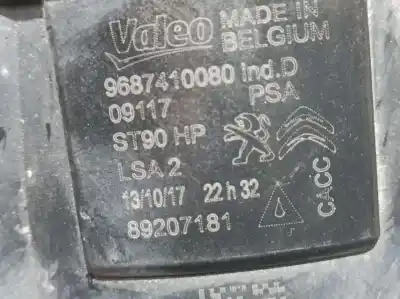 Valeo MADE IN BELGIUM
9687410080 ind.D
09117 PSA
ST90 HP
LSA 2
13/10/17 22 h 32
89207181 CACC